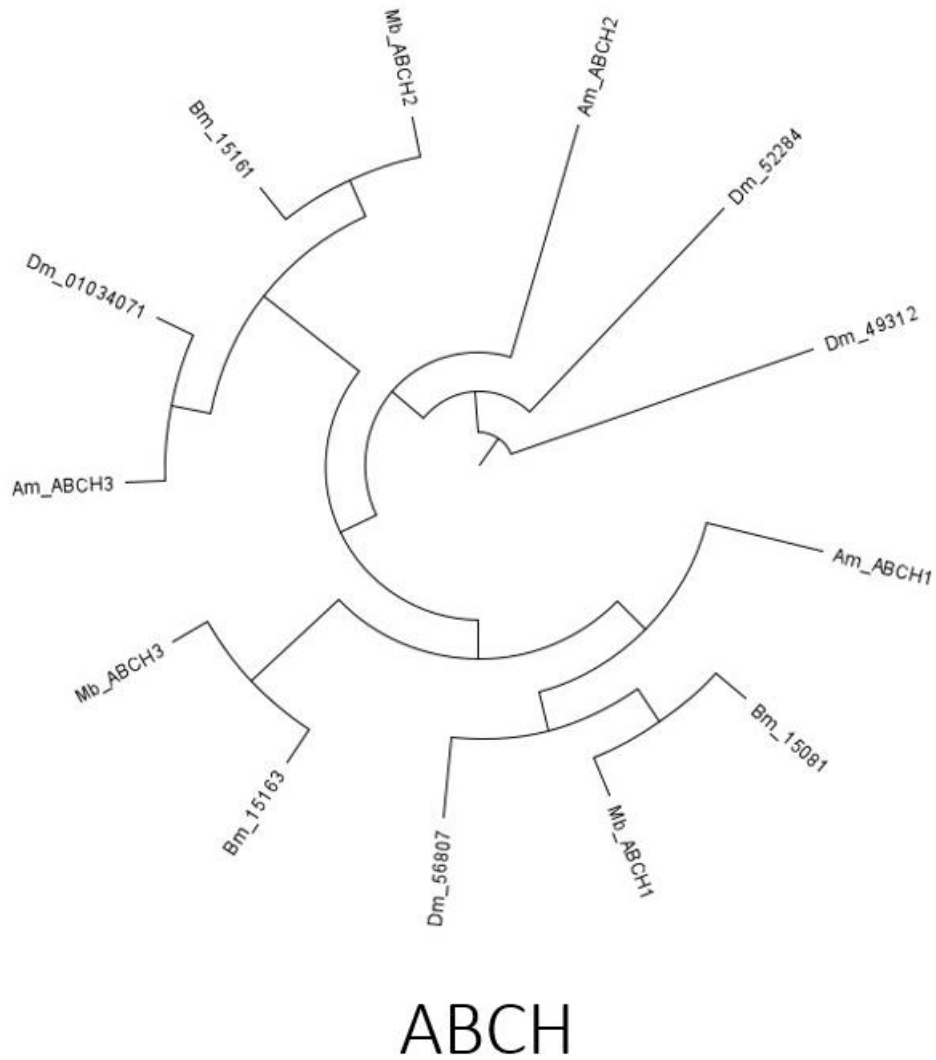 Mb_ABCH2
Am_ABCH2
Bm_15161
Dm_52284
Dm_01034071
Dm_49312
Am_ABCH3
Am_ABCH1
Mb_ABCH3
Bm_15081
Bm_15163
Mb_ABCH1
Dm_56807
ABCH